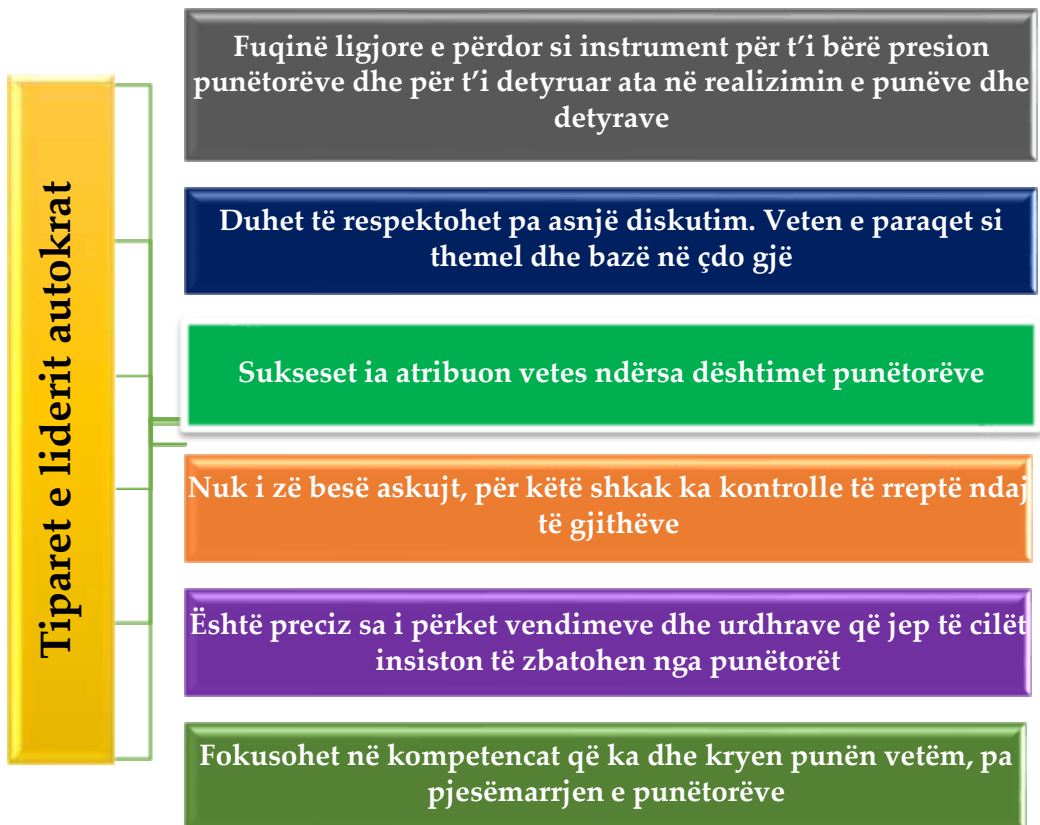 Tiparet e liderit autokrat
Fuqinë ligjore e përdor si instrument për t’i bërë presion
punëtorëve dhe për t’i detyruar ata në realizimin e punëve dhe
detyrave
Duhet të respektohet pa asnjë diskutim. Veten e paraqet si
themel dhe bazë në çdo gjë
Sukseset ia atribuon vetes ndërsa dështimet punëtorëve
Nuk i zë besë askujt, për këtë shkak ka kontrolle të rreptë ndaj
të gjithëve
Është preciz sa i përket vendimeve dhe urdhrave që jep të cilët
insiston të zbatohen nga punëtorët
Fokusohet në kompetencat që ka dhe kryen punën vetëm, pa
pjesëmarrjen e punëtorëve